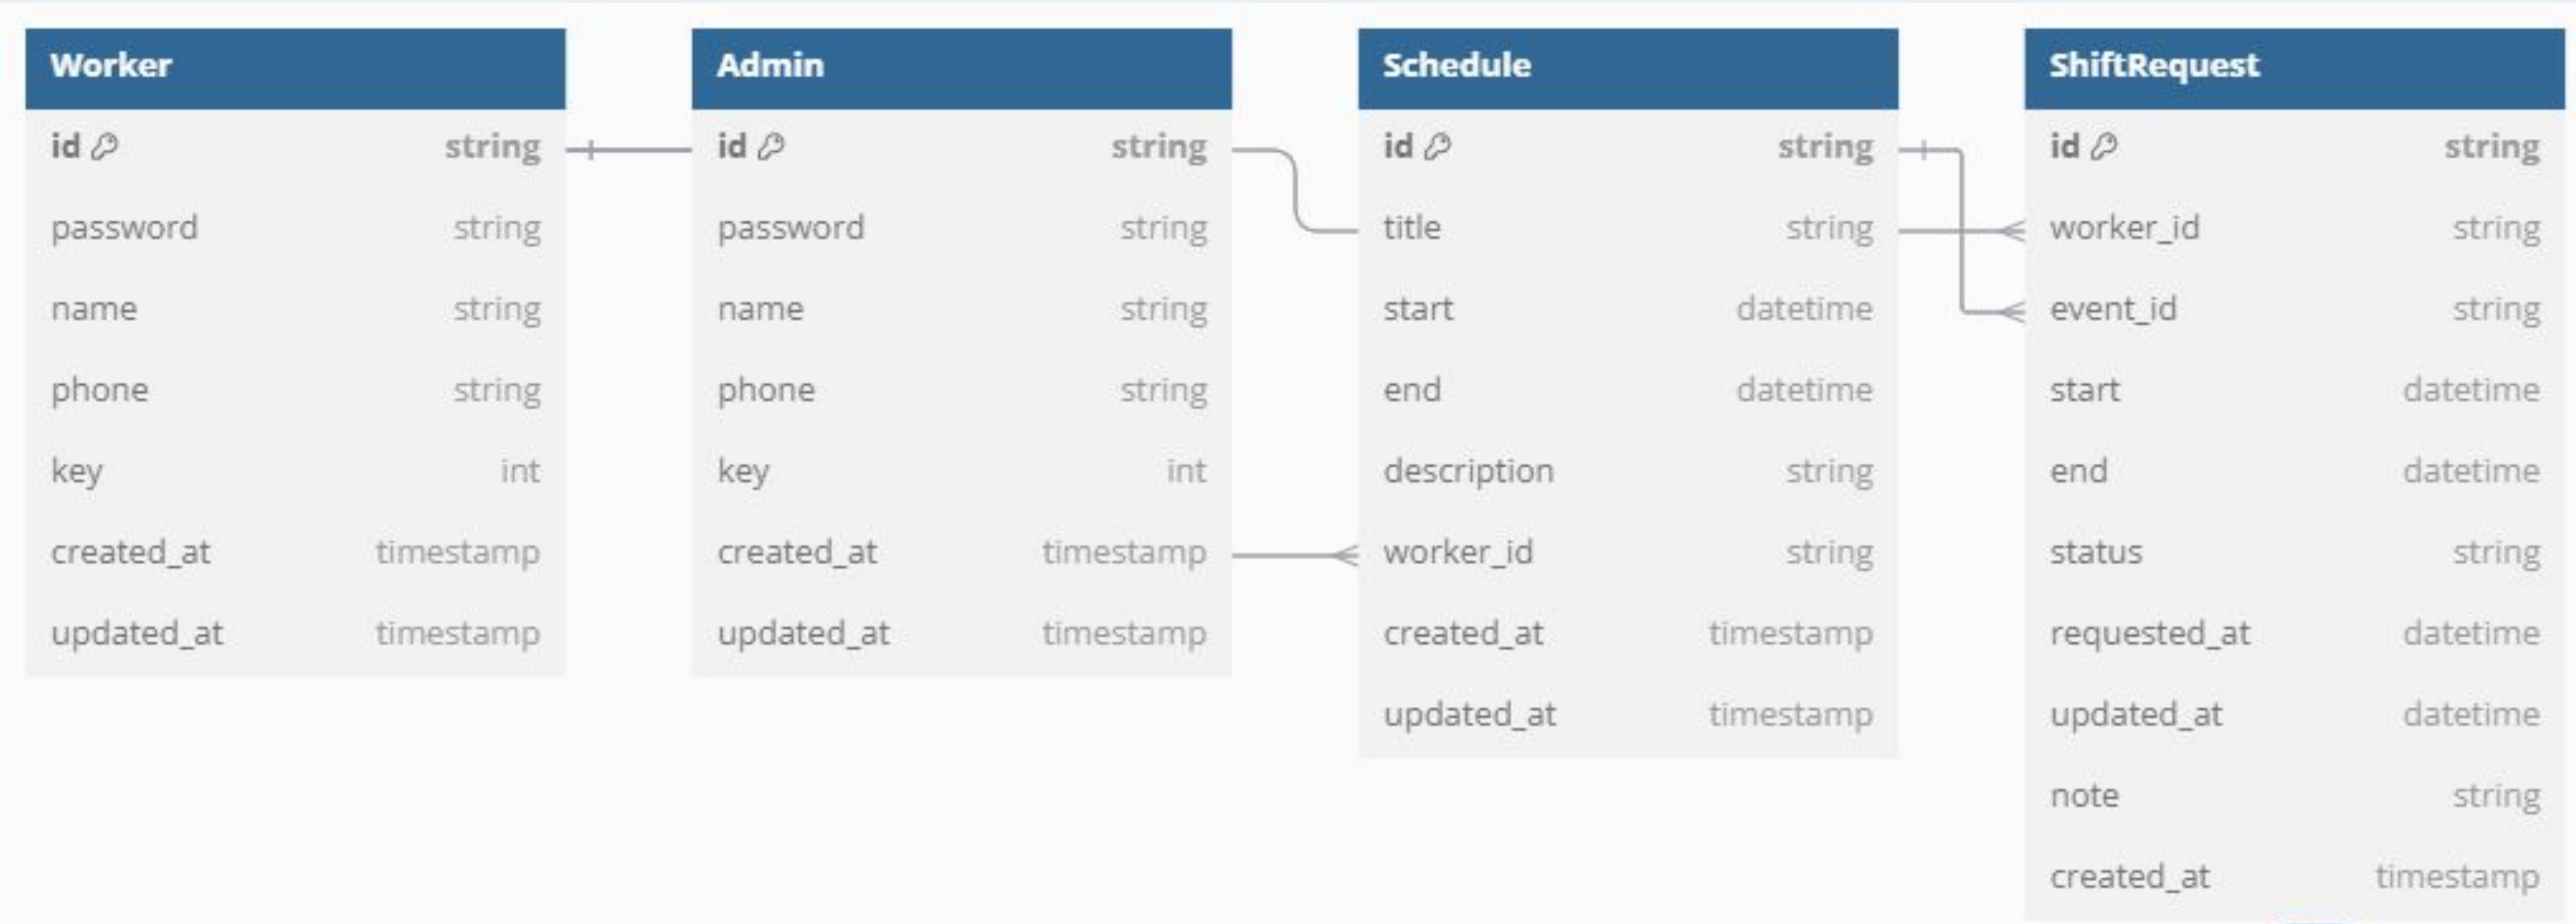 Worker
id string
password string
name string
phone string
key int
created_at timestamp
updated_at timestamp
Admin
id string
password string
name string
phone string
key int
created_at timestamp
updated_at timestamp
Schedule
id string
title string
start datetime
end datetime
description string
worker_id string
created_at timestamp
updated_at timestamp
ShiftRequest
id string
worker_id string
event_id string
start datetime
end datetime
status string
requested_at datetime
updated_at datetime
note string
created_at timestamp